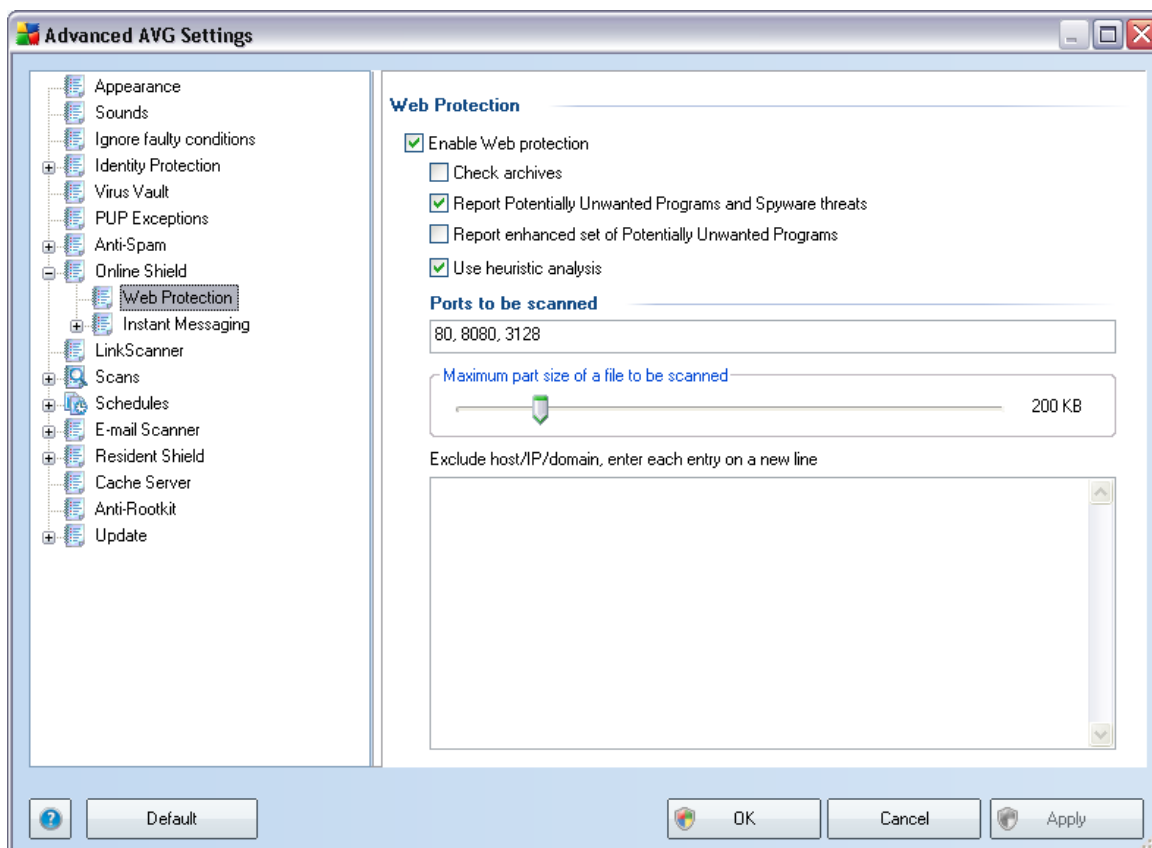 Advanced AVG Settings
Appearance
Sounds
Ignore faulty conditions
Identity Protection
Virus Vault
PUP Exceptions
Anti-Spam
Online Shield
Web Protection
Instant Messaging
LinkScanner
Scans
Schedules
E-mail Scanner
Resident Shield
Cache Server
Anti-Rootkit
Update
Web Protection
Enable Web protection
Check archives
Report Potentially Unwanted Programs and Spyware threats
Report enhanced set of Potentially Unwanted Programs
Use heuristic analysis
Ports to be scanned
80, 8080, 3128
Maximum part size of a file to be scanned
200 KB
Exclude host/IP/domain, enter each entry on a new line
? Default OK Cancel Apply